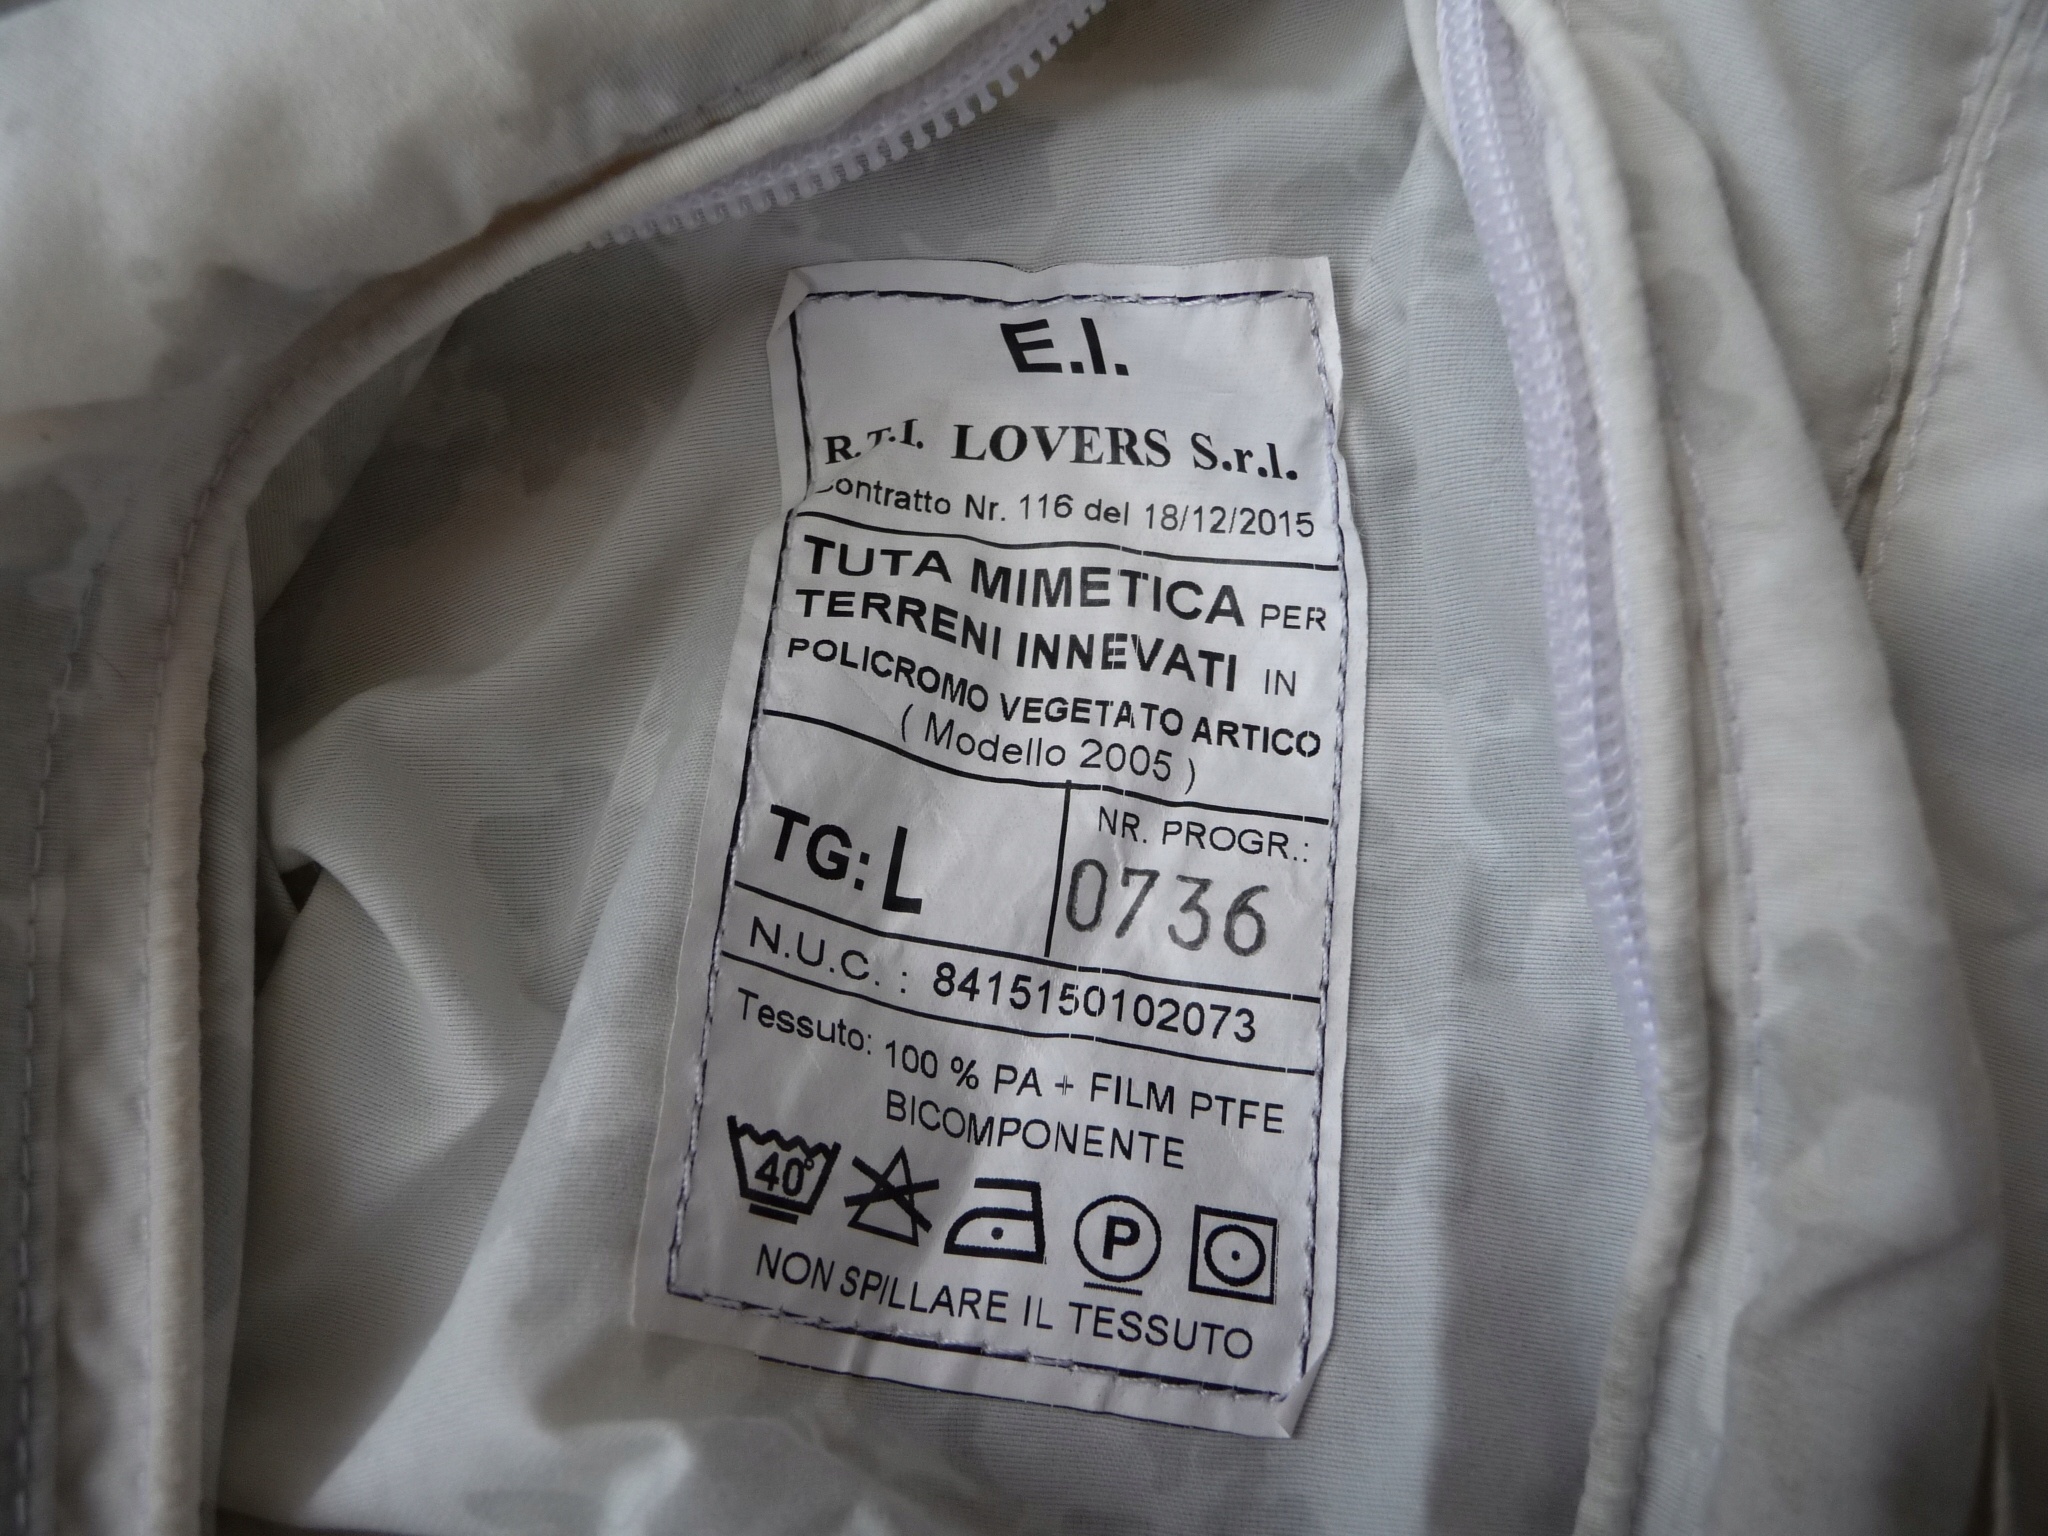 E.I.
R.T.I. LOVERS S.r.l.
Contratto Nr. 116 del 18/12/2015
TUTA MIMETICA PER
TERRENI INNEVATI IN
POLICROMO VEGETATO ARTICO
( Modello 2005 )
TG: L
NR. PROGR.:
0736
N.U.C. : 8415150102073
Tessuto: 100 % PA + FILM PTFE
BICOMPONENTE
40° P
NON SPILLARE IL TESSUTO